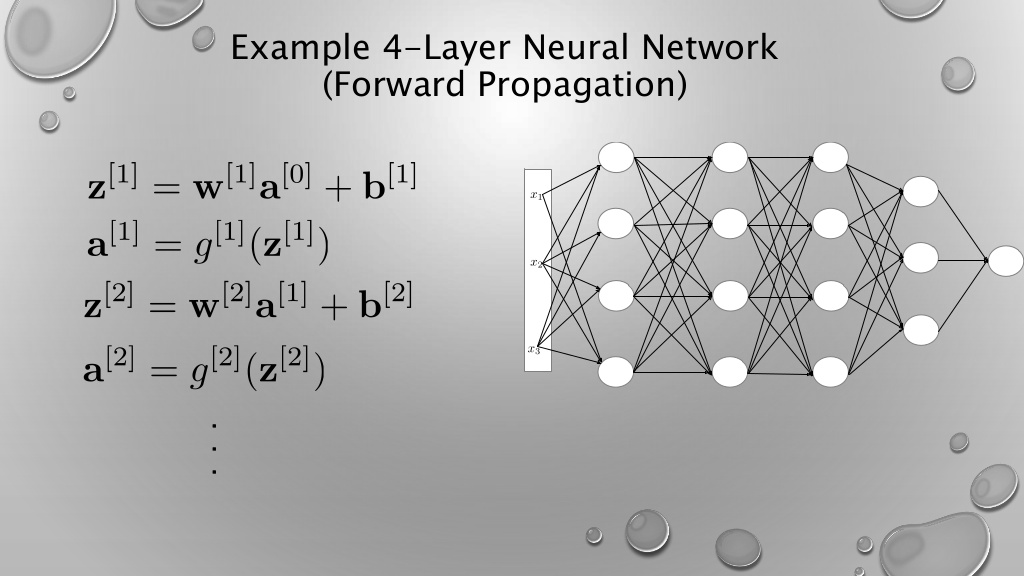 Example 4-Layer Neural Network
(Forward Propagation)
z^[1] = w^[1]a^[0] + b^[1]
a^[1] = g^[1](z^[1])
z^[2] = w^[2]a^[1] + b^[2]
a^[2] = g^[2](z^[2])
⋮
x₁
x₂
x₃